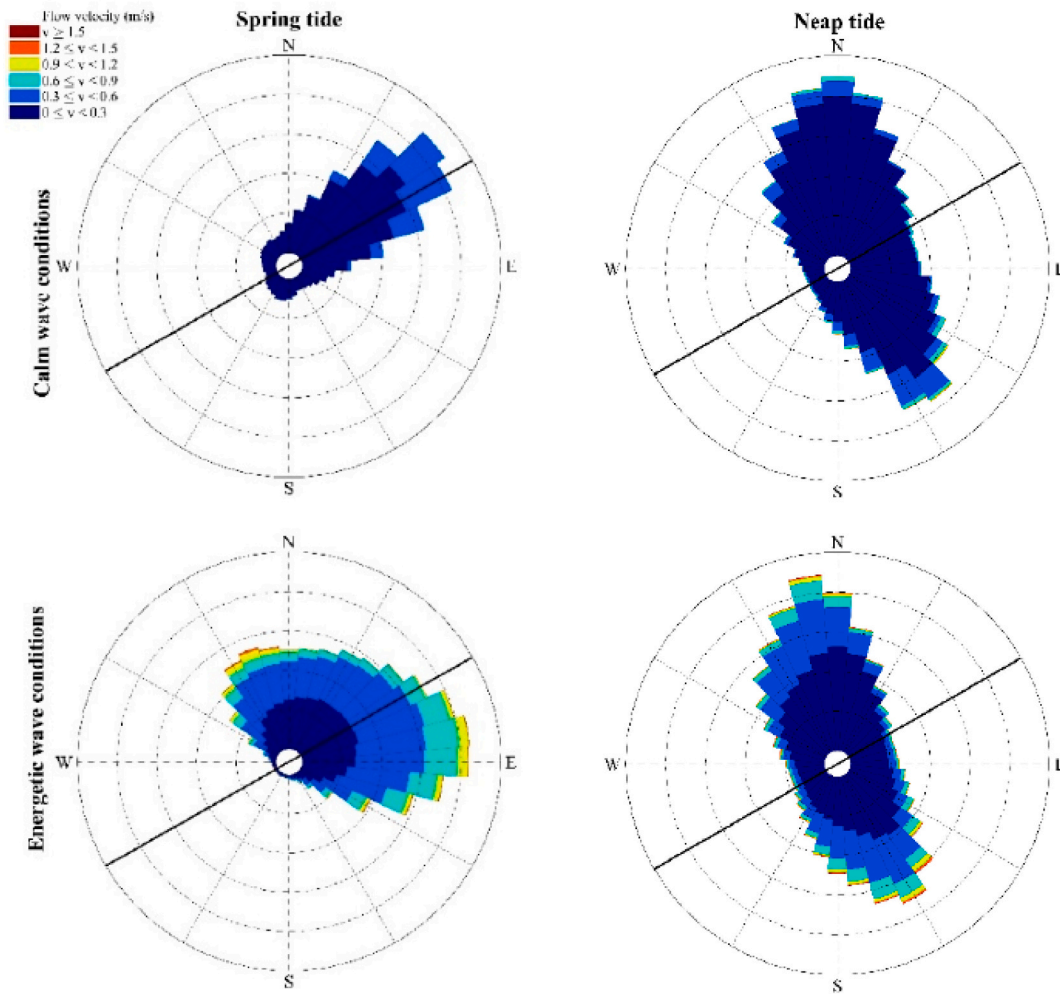 Flow velocity (m/s)
v ≥ 1.5
1.2 ≤ v < 1.5
0.9 < v < 1.2
0.6 ≤ v < 0.9
0.3 ≤ v < 0.6
0 ≤ v < 0.3
Spring tide
Neap tide
N
N
Calm wave conditions
W
E
W
S
S
N
N
Energetic wave conditions
W
E
W
S
S